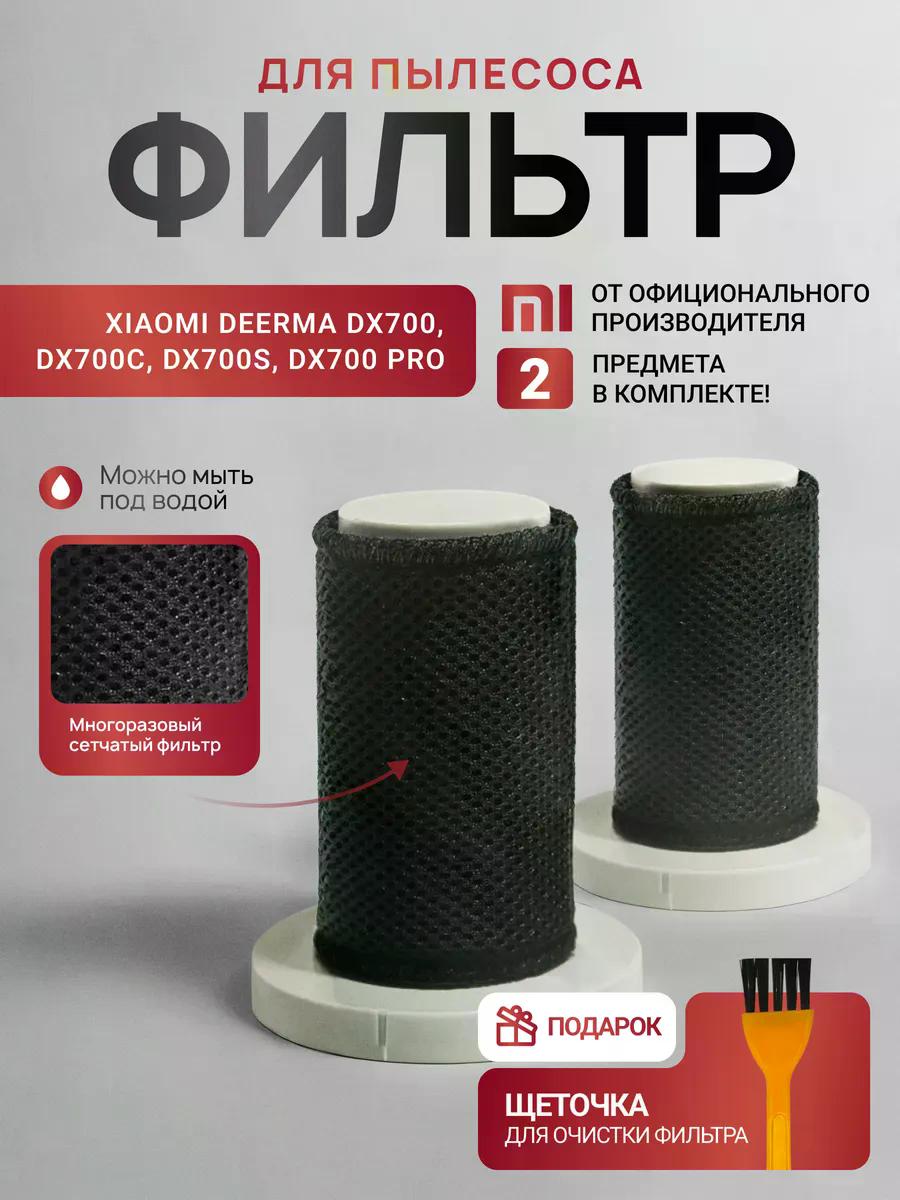 ДЛЯ ПЫЛЕСОСА
ФИЛЬТР
XIAOMI DEERMA DX700,
DX700C, DX700S, DX700 PRO
ОТ ОФИЦИОНАЛЬНОГО
ПРОИЗВОДИТЕЛЯ
2
ПРЕДМЕТА
В КОМПЛЕКТЕ!
Можно мыть
под водой
Многоразовый
сетчатый фильтр
ПОДАРОК
ЩЕТОЧКА
ДЛЯ ОЧИСТКИ ФИЛЬТРА